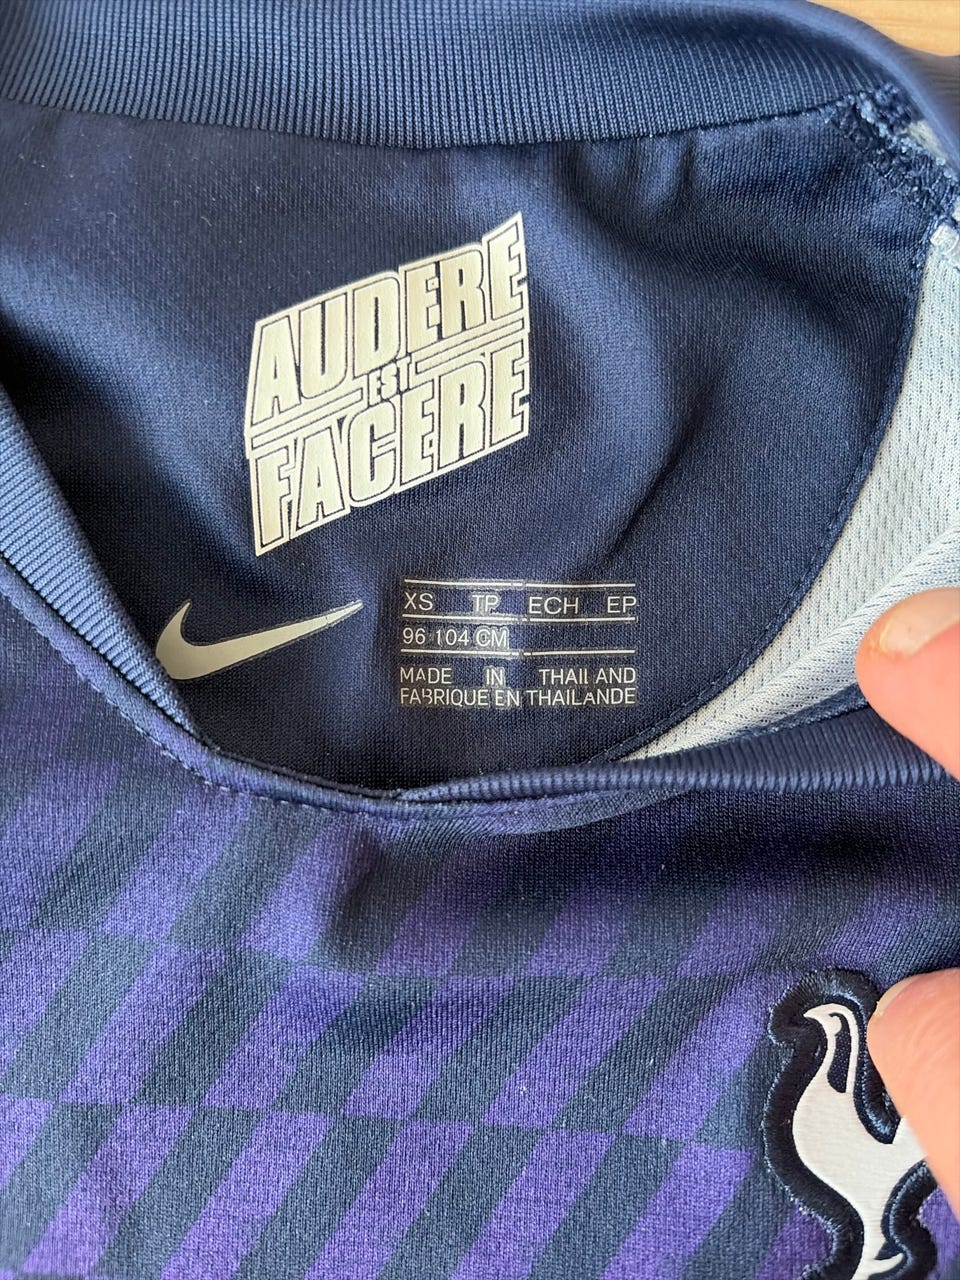 AUDERE
EST
FACERE
XS TP ECH EP
96 104 CM
MADE IN THAILAND
FABRIQUE EN THAILANDE